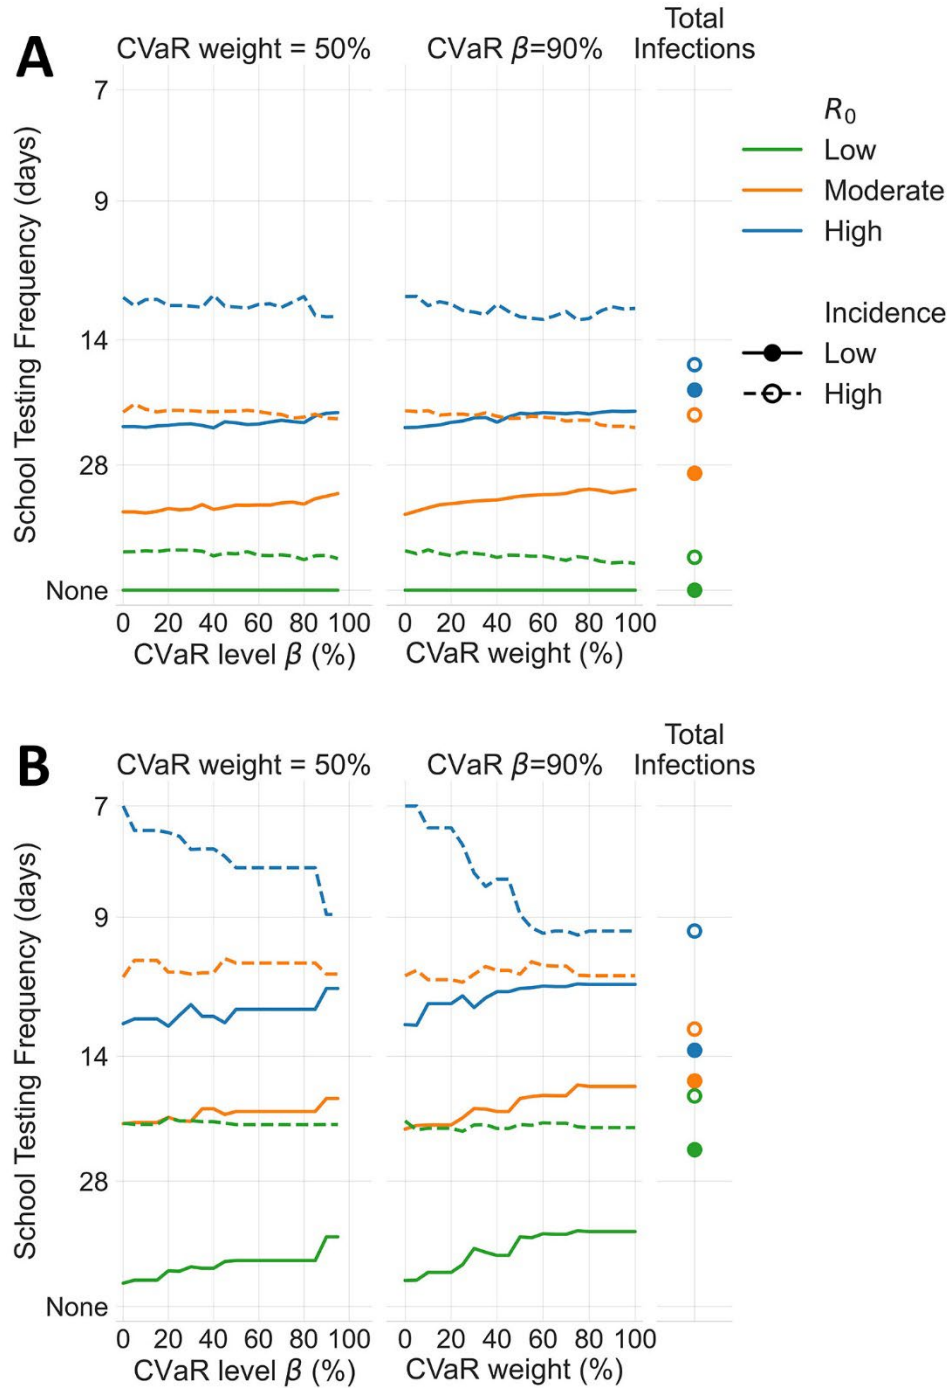 A
CVaR weight = 50%
CVaR β=90%
Total
Infections
School Testing Frequency (days)
7
9
14
28
None
0 20 40 60 80 100
0 20 40 60 80 100
CVaR level β (%)
CVaR weight (%)
R₀
Low
Moderate
High
Incidence
Low
High
B
CVaR weight = 50%
CVaR β=90%
Total
Infections
School Testing Frequency (days)
7
9
14
28
None
0 20 40 60 80 100
0 20 40 60 80 100
CVaR level β (%)
CVaR weight (%)